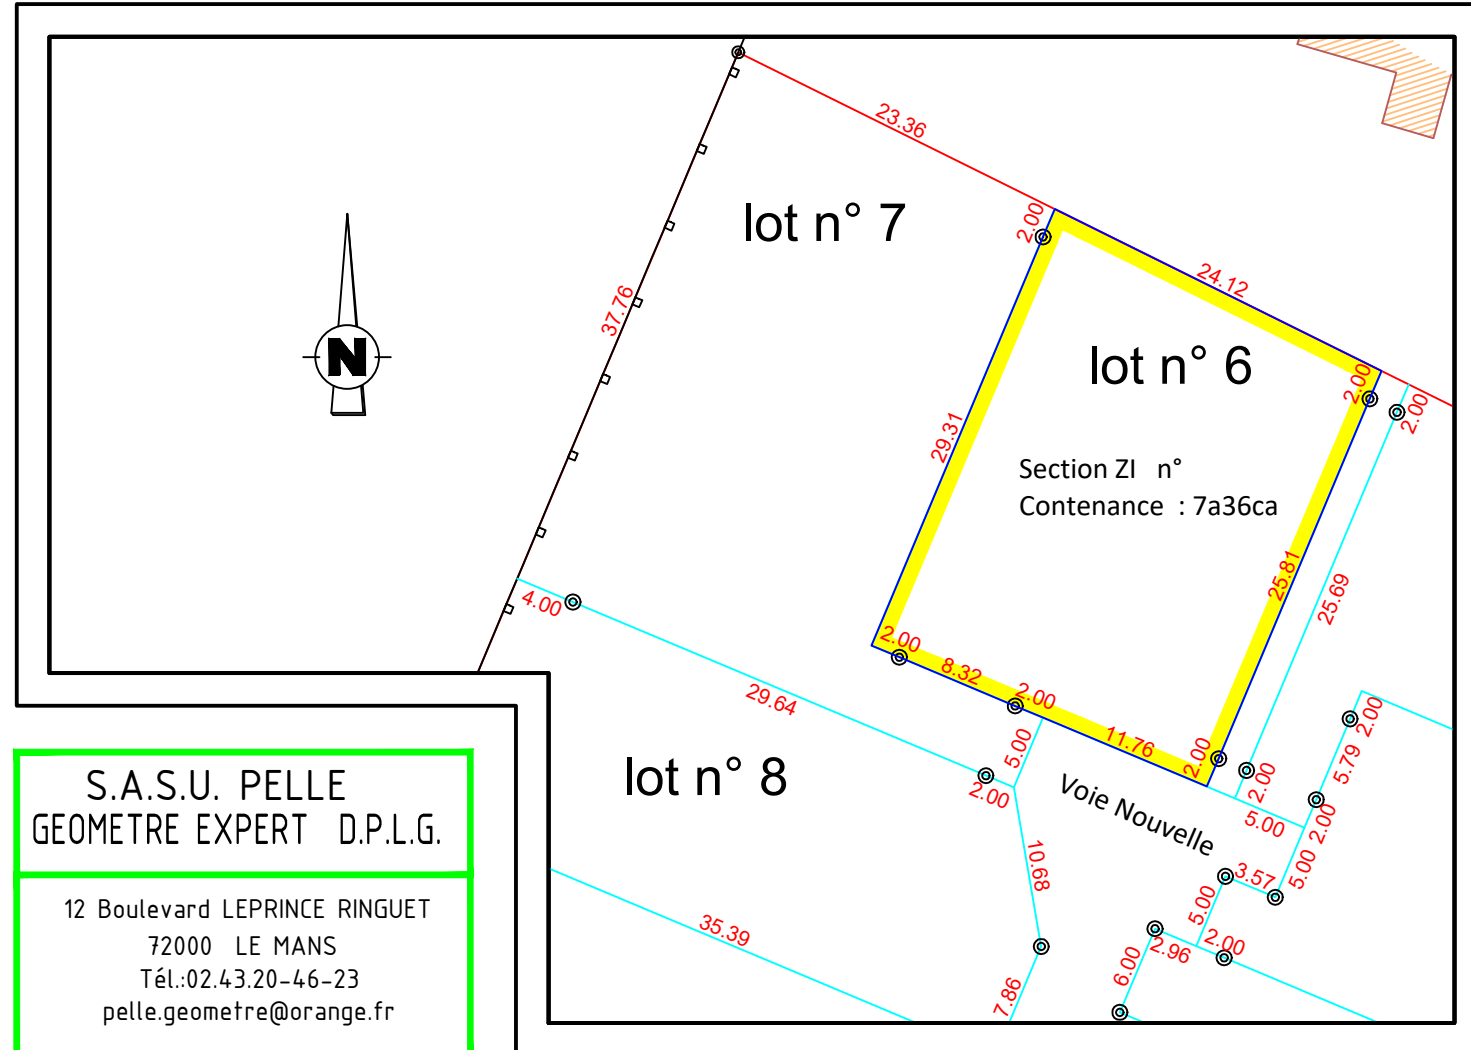 23.36
lot n° 7
2.00
24.12
37.76
lot n° 6
2.00
2.00
29.31
Section ZI n°
Contenance : 7a36ca
25.81
25.69
4.00
2.00
8.32
2.00
29.64
11.76
2.00
5.00
2.00
lot n° 8
2.00
Voie Nouvelle
5.00
2.00
5.79
2.00
10.68
3.57
5.00
5.00
35.39
2.96
2.00
6.00
7.86
N
S.A.S.U. PELLE
GEOMETRE EXPERT D.P.L.G.
12 Boulevard LEPRINCE RINGUET
72000 LE MANS
Tél.:02.43.20-46-23
pelle.geometre@orange.fr